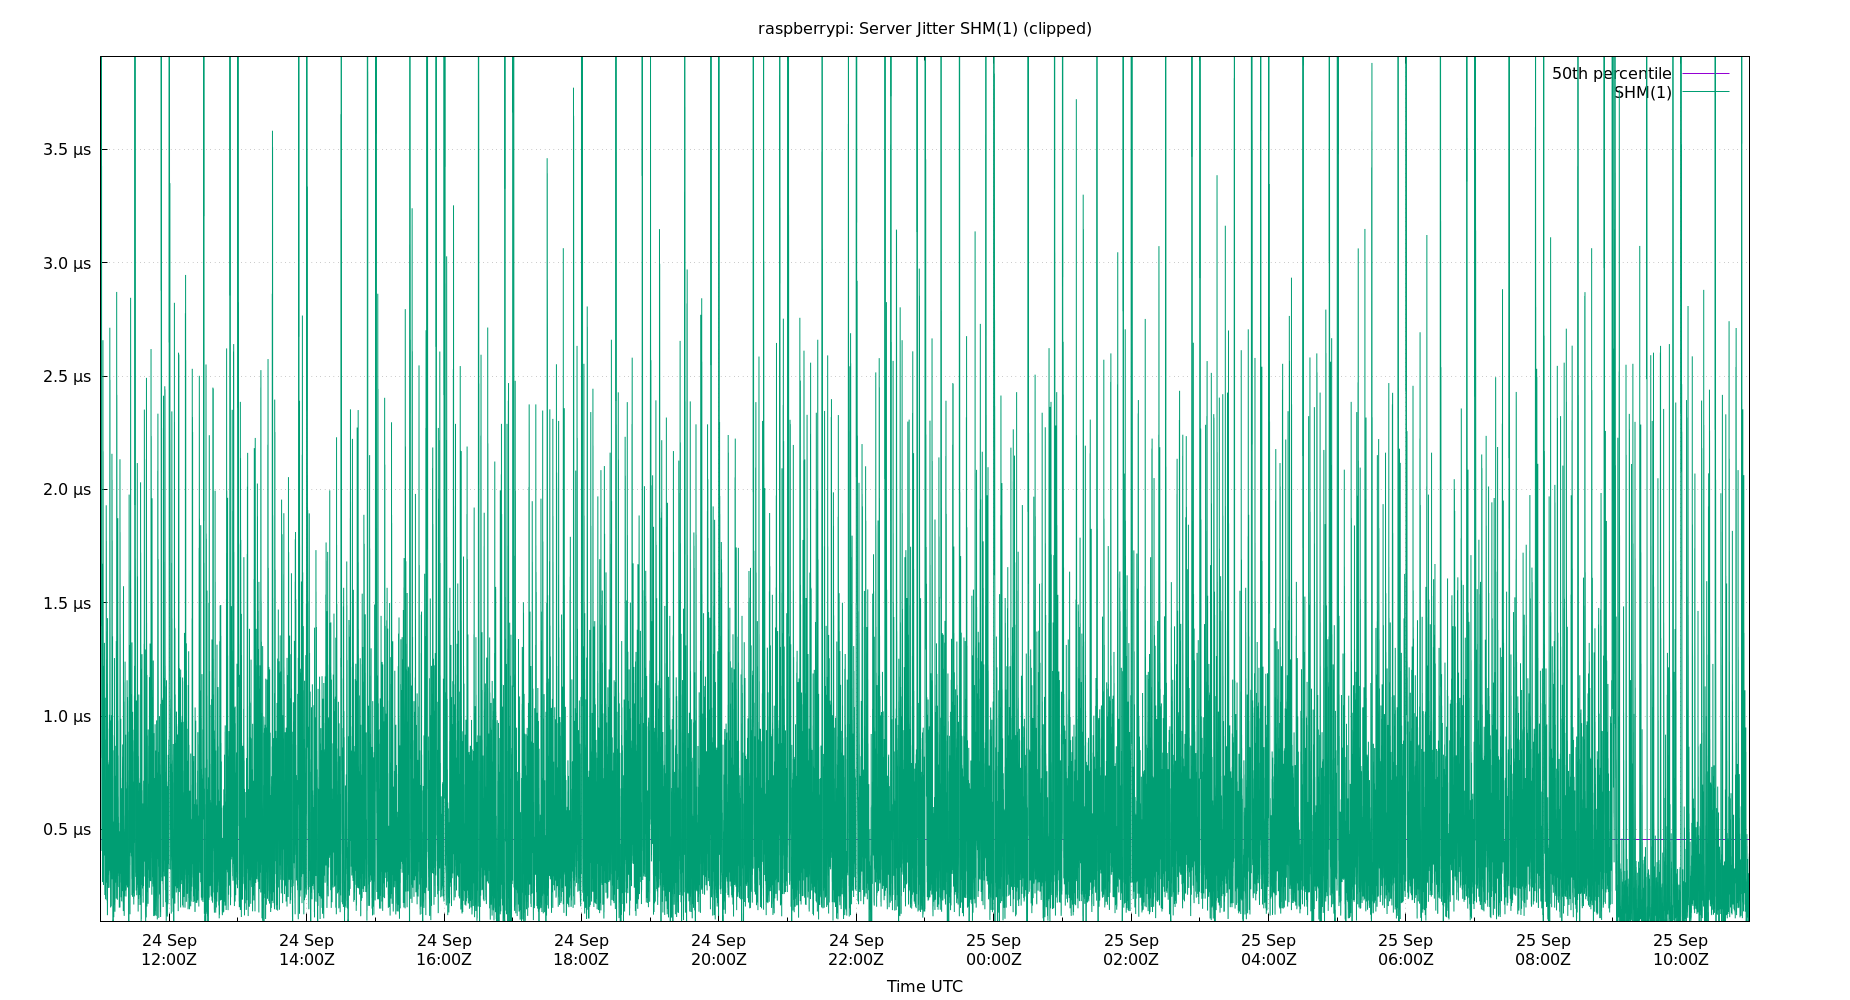 raspberrypi: Server Jitter SHM(1) (clipped)
50th percentile
SHM(1)
3.5 µs
3.0 µs
2.5 µs
2.0 µs
1.5 µs
1.0 µs
0.5 µs
24 Sep 24 Sep 24 Sep 24 Sep 24 Sep 24 Sep 25 Sep 25 Sep 25 Sep 25 Sep 25 Sep 25 Sep
12:00Z 14:00Z 16:00Z 18:00Z 20:00Z 22:00Z 00:00Z 02:00Z 04:00Z 06:00Z 08:00Z 10:00Z
Time UTC